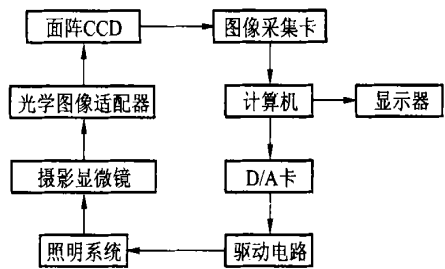 面阵CCD
图像采集卡
光学图像适配器
计算机
显示器
摄影显微镜
D/A卡
照明系统
驱动电路